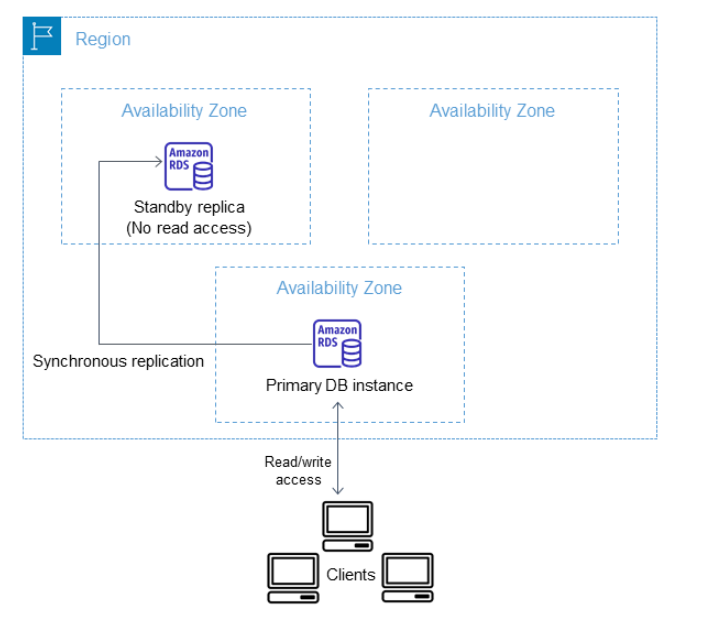 Region
Availability Zone
Availability Zone
Amazon
RDS
Standby replica
(No read access)
Availability Zone
Amazon
RDS
Synchronous replication
Primary DB instance
Read/write
access
Clients